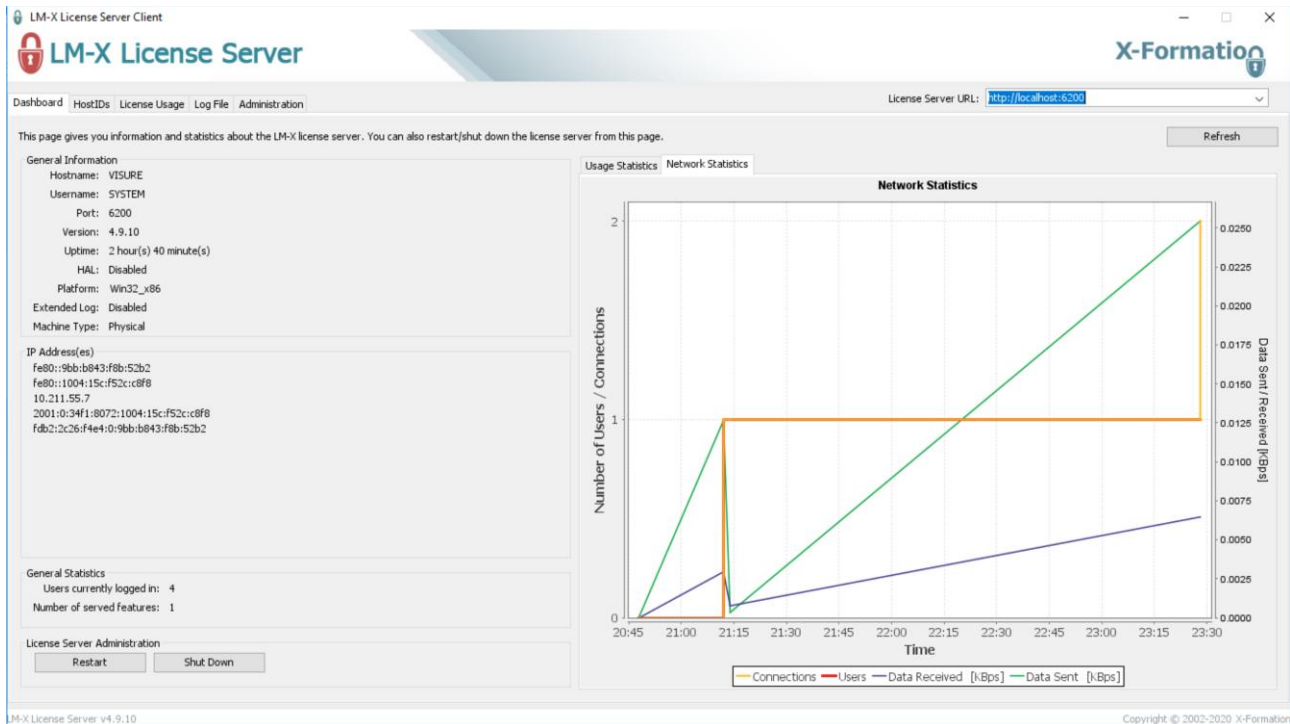 LM-X License Server Client
LM-X License Server
X-Formation
Dashboard HostIDs License Usage Log File Administration
License Server URL: http://localhost:6200
This page gives you information and statistics about the LM-X license server. You can also restart/shut down the license server from this page.
Refresh
General Information
Hostname: VISURE
Username: SYSTEM
Port: 6200
Version: 4.9.10
Uptime: 2 hour(s) 40 minute(s)
HAL: Disabled
Platform: Win32_x86
Extended Log: Disabled
Machine Type: Physical
IP Address(es)
fe80::9bb:b843:f8b:52b2
fe80::1004:15c:f52c:c8f8
10.211.55.7
2001:0:34f1:8072:1004:15c:f52c:c8f8
fdb2:2c26:f4e4:0:9bb:b843:f8b:52b2
General Statistics
Users currently logged in: 4
Number of served features: 1
License Server Administration
Restart Shut Down
Usage Statistics Network Statistics
Network Statistics
Number of Users / Connections
2
1
0
0.0250
0.0225
0.0200
0.0175
0.0150
0.0125
0.0100
0.0075
0.0050
0.0025
0.0000
Data Sent / Received [KBps]
20:45 21:00 21:15 21:30 21:45 22:00 22:15 22:30 22:45 23:00 23:15 23:30
Time
Connections Users Data Received [KBps] Data Sent [KBps]
LM-X License Server v4.9.10
Copyright © 2002-2020 X-Formation